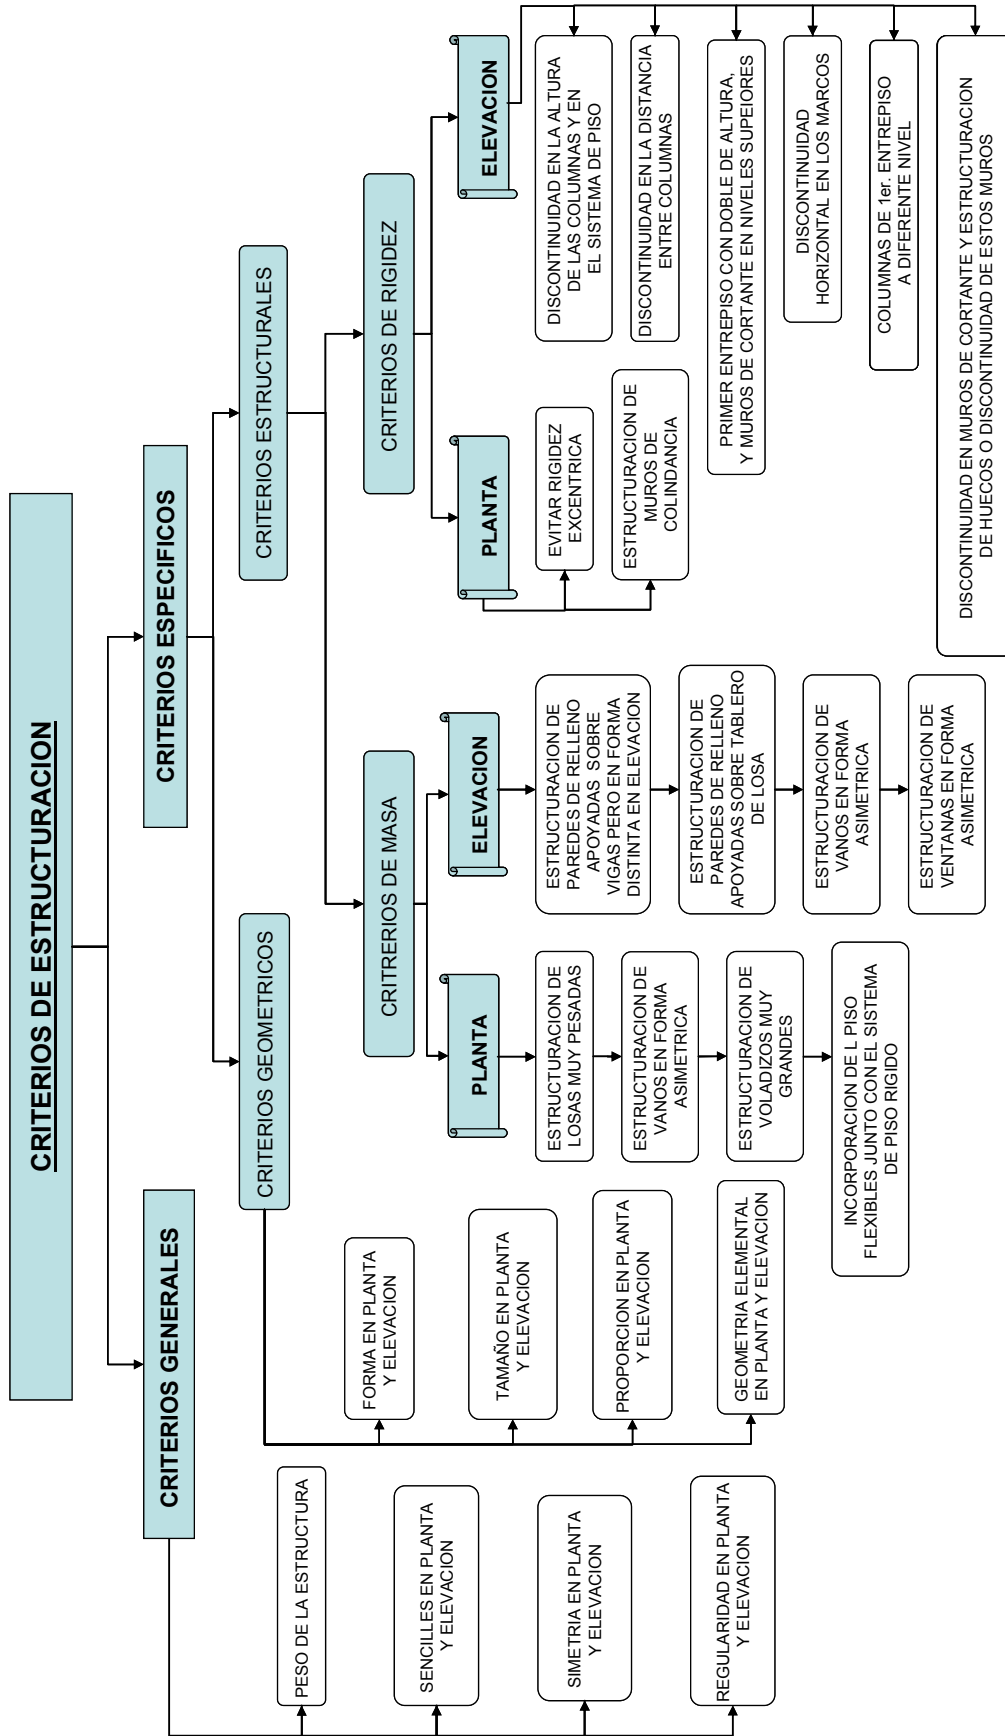 CRITERIOS DE ESTRUCTURACION
CRITERIOS GENERALES
CRITERIOS ESPECIFICOS
PESO DE LA ESTRUCTURA
SENCILLES EN PLANTA
Y ELEVACION
SIMETRIA EN PLANTA
Y ELEVACION
REGULARIDAD EN PLANTA
Y ELEVACION
CRITERIOS GEOMETRICOS
CRITERIOS ESTRUCTURALES
FORMA EN PLANTA
Y ELEVACION
TAMAÑO EN PLANTA
Y ELEVACION
PROPORCION EN PLANTA
Y ELEVACION
GEOMETRIA ELEMENTAL
EN PLANTA Y ELEVACION
CRITRERIOS DE MASA
CRITERIOS DE RIGIDEZ
PLANTA
ESTRUCTURACION DE
LOSAS MUY PESADAS
ESTRUCTURACION DE
VANOS EN FORMA
ASIMETRICA
ESTRUCTURACION DE
VOLADIZOS MUY
GRANDES
INCORPORACION DE L PISO
FLEXIBLES JUNTO CON EL SISTEMA
DE PISO RIGIDO
ELEVACION
ESTRUCTURACION DE
PAREDES DE RELLENO
APOYADAS SOBRE
VIGAS PERO EN FORMA
DISTINTA EN ELEVACION
ESTRUCTURACION DE
PAREDES DE RELLENO
APOYADAS SOBRE TABLERO
DE LOSA
ESTRUCTURACION DE
VANOS EN FORMA
ASIMETRICA
ESTRUCTURACION DE
VENTANAS EN FORMA
ASIMETRICA
PLANTA
EVITAR RIGIDEZ
EXCENTRICA
ESTRUCTURACION DE
MUROS DE
COLINDANCIA
ELEVACION
DISCONTINUIDAD EN LA ALTURA
DE LAS COLUMNAS Y EN
EL SISTEMA DE PISO
DISCONTINUIDAD EN LA DISTANCIA
ENTRE COLUMNAS
PRIMER ENTREPISO CON DOBLE DE ALTURA,
Y MUROS DE CORTANTE EN NIVELES SUPEIORES
DISCONTINUIDAD
HORIZONTAL EN LOS MARCOS
COLUMNAS DE 1er. ENTREPISO
A DIFERENTE NIVEL
DISCONTINUIDAD EN MUROS DE CORTANTE Y ESTRUCTURACION
DE HUECOS O DISCONTINUIDAD DE ESTOS MUROS